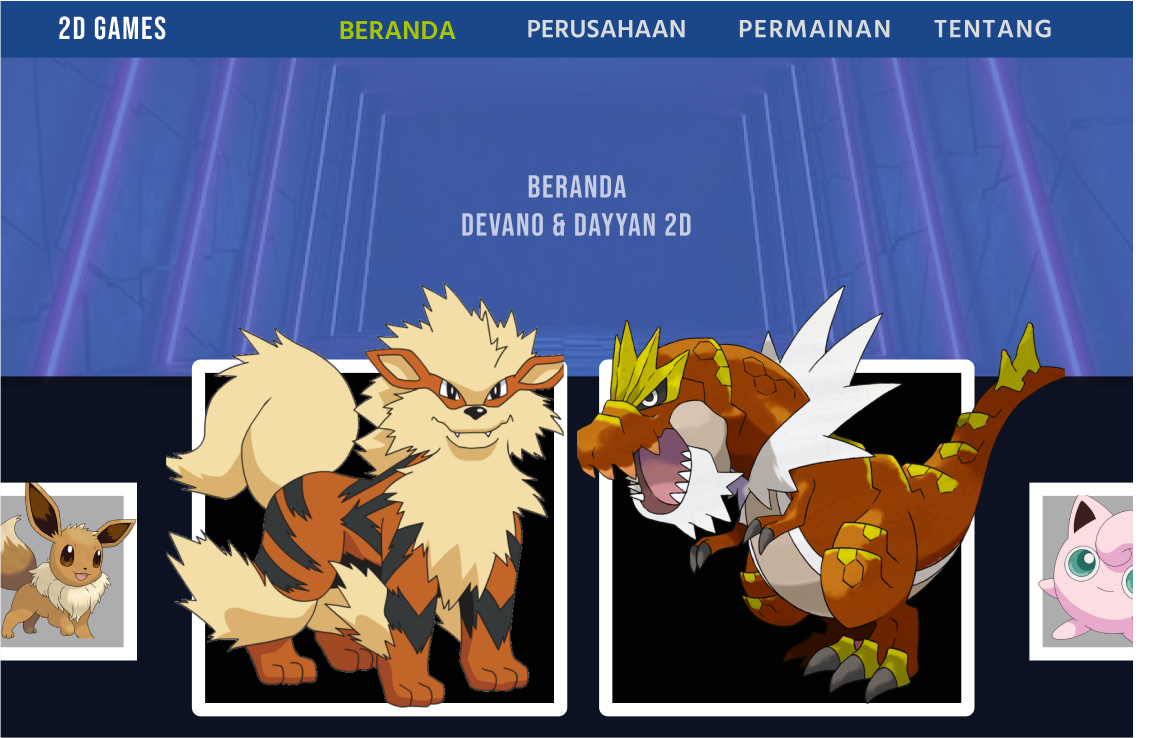 2D GAMES
BERANDA
PERUSAHAAN
PERMAINAN
TENTANG
BERANDA
DEVANO & DAYYAN 2D